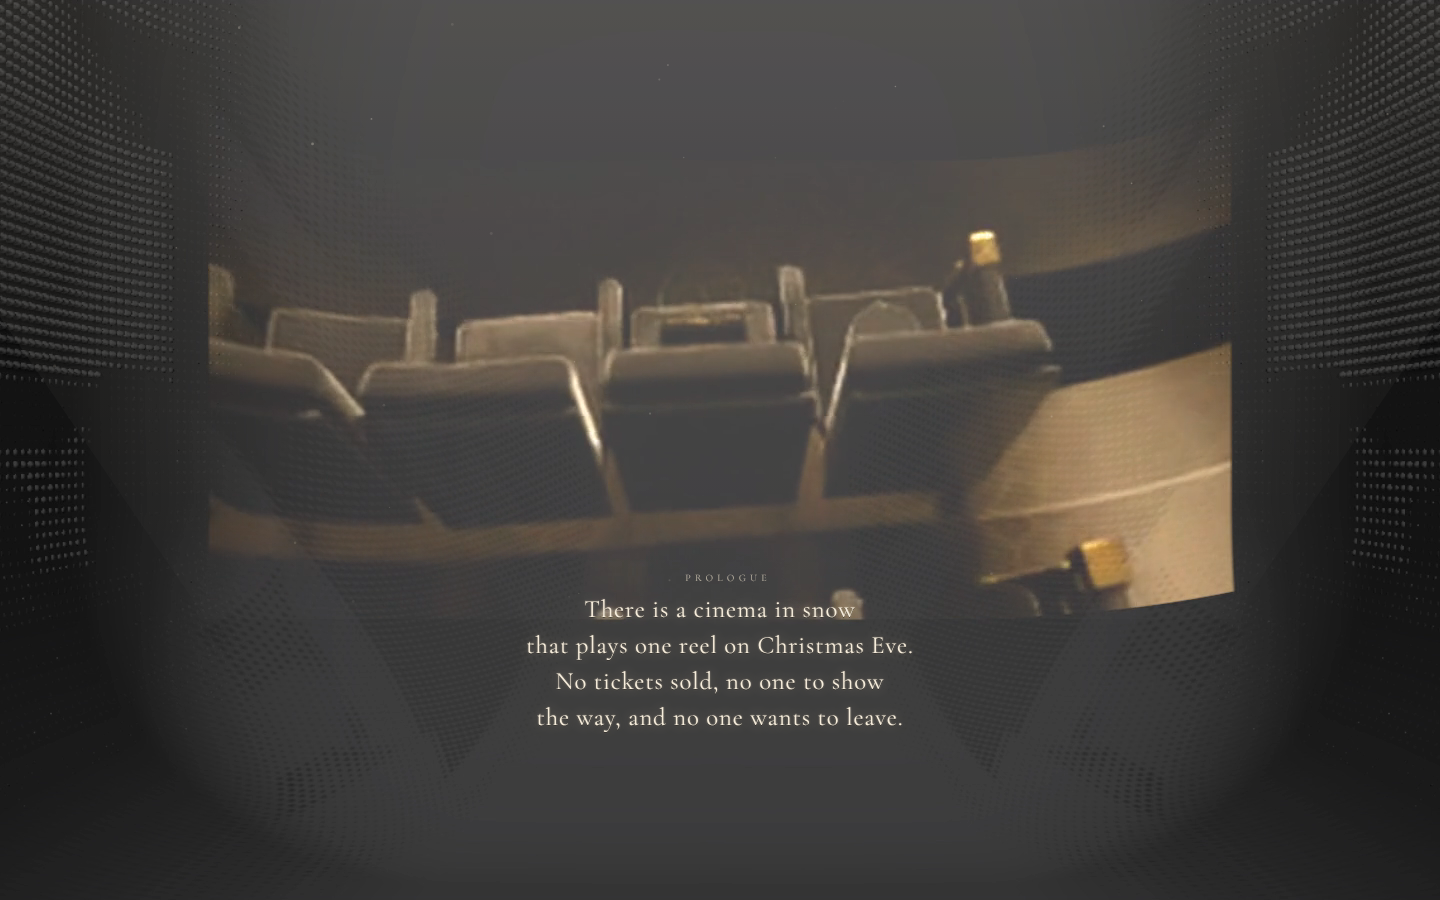 PROLOGUE
There is a cinema in snow
that plays one reel on Christmas Eve.
No tickets sold, no one to show
the way, and no one wants to leave.